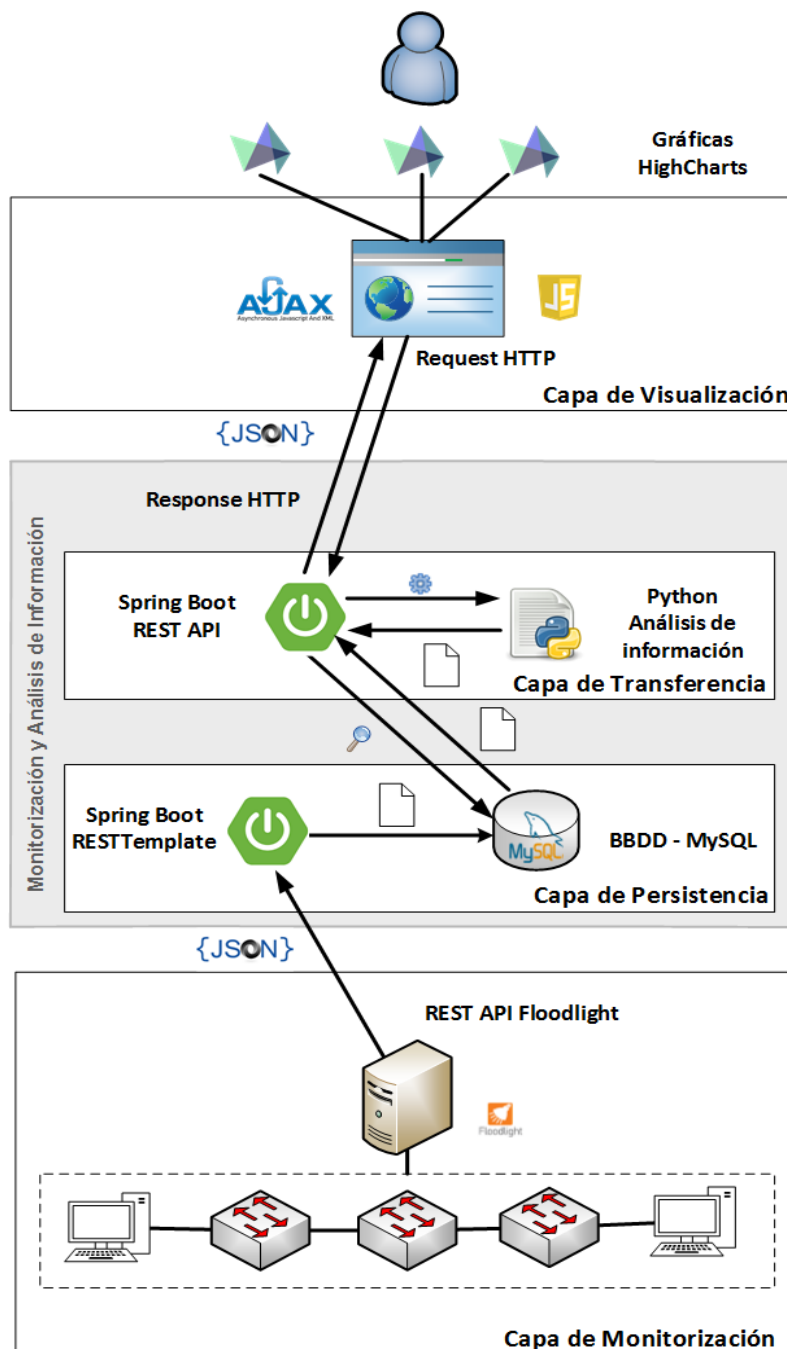 Gráficas
HighCharts
AJAX
Asynchronous Javascript And XML
JS
Request HTTP
Capa de Visualización
{JSON}
Monitorización y Análisis de Información
Response HTTP
Spring Boot
REST API
Python
Análisis de
información
Capa de Transferencia
Spring Boot
RESTTemplate
MySQL
BBDD - MySQL
Capa de Persistencia
{JSON}
REST API Floodlight
Floodlight
Capa de Monitorización